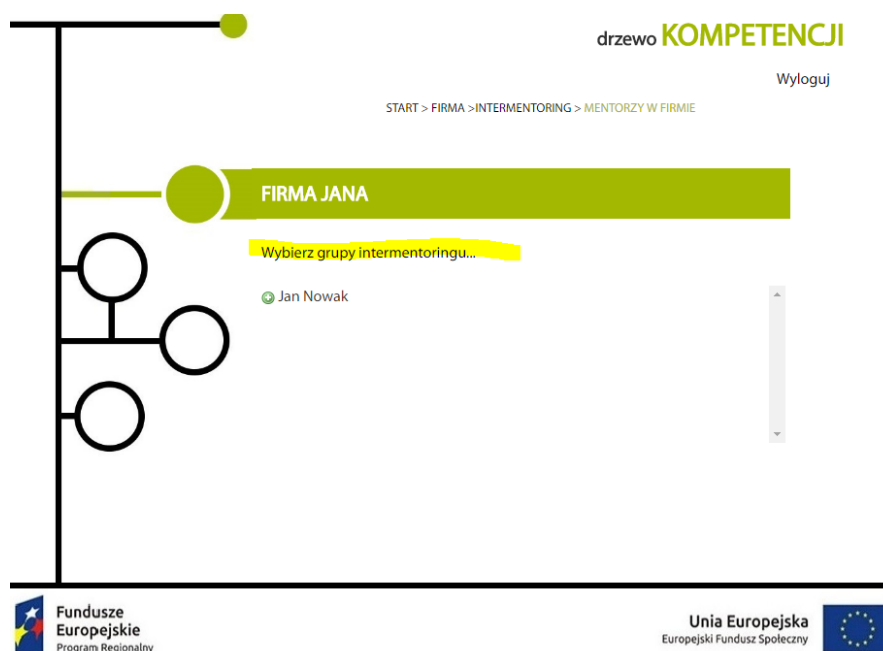 drzewo KOMPETENCJI
Wyloguj
START > FIRMA >INTERMENTORING > MENTORZY W FIRMIE
FIRMA JANA
Wybierz grupy intermentoringu...
Jan Nowak
Fundusze
Europejskie
Program Regionalny
Unia Europejska
Europejski Fundusz Społeczny